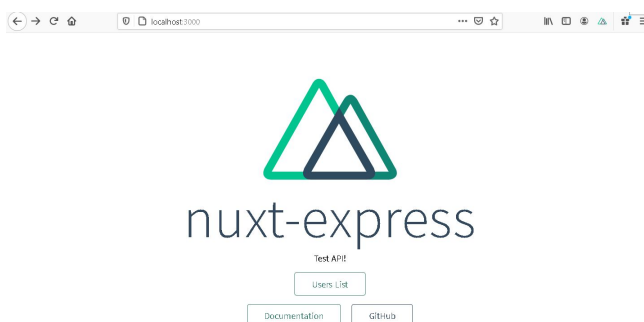 localhost:3000
nuxt-express
Test API!
Users List
Documentation GitHub